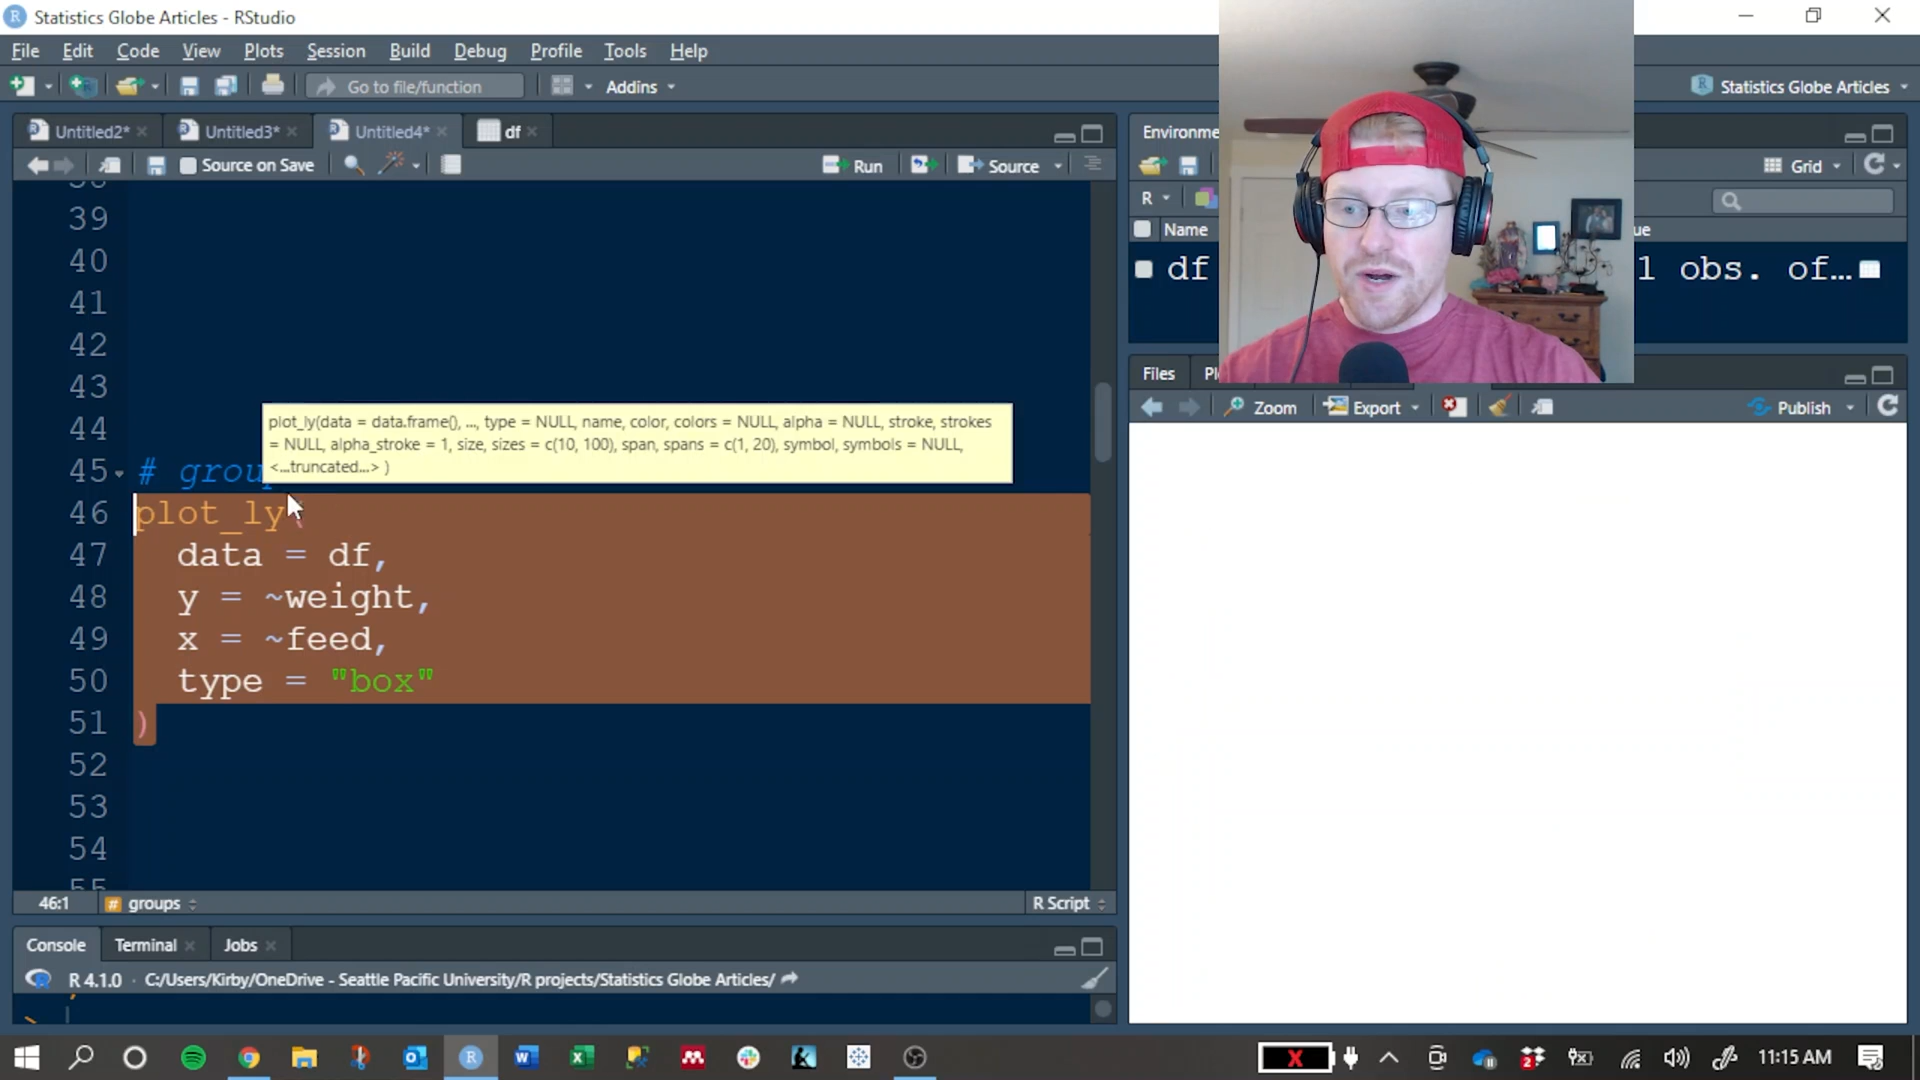 Statistics Globe Articles - RStudio
File Edit Code View Plots Session Build Debug Profile Tools Help
Go to file/function Addins Statistics Globe Articles
Untitled2* Untitled3* Untitled4* df
Source on Save Run Source
39
40
41
42
43
44
plot_ly(data = data.frame(), ..., type = NULL, name, color, colors = NULL, alpha = NULL, stroke, strokes
= NULL, alpha_stroke = 1, size, sizes = c(10, 100), span, spans = c(1, 20), symbol, symbols = NULL,
<...truncated...> )
45 # group
46 plot_ly(
47 data = df,
48 y = ~weight,
49 x = ~feed,
50 type = "box"
51 )
52
53
54
55
46:1 groups R Script
Console Terminal Jobs
R 4.1.0 · C:/Users/Kirby/OneDrive - Seattle Pacific University/R projects/Statistics Globe Articles/
>
Environme
Grid
R
Name ue
df 1 obs. of…
Files Pl
Zoom Export Publish
11:15 AM